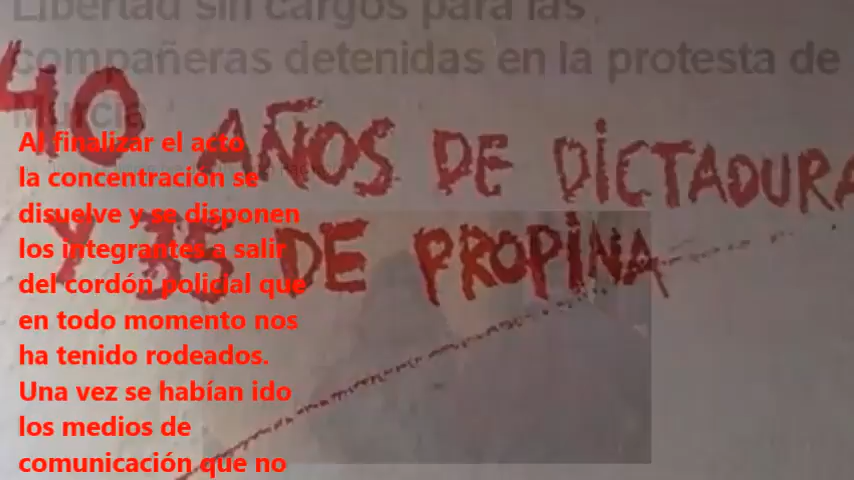 Libertad sin cargos para las
compañeras detenidas en la protesta de
Murcia
40 AÑOS DE DICTADURA
Y 35 DE PROPINA
Al finalizar el acto
la concentración se
disuelve y se disponen
los integrantes a salir
del cordón policial que
en todo momento nos
ha tenido rodeados.
Una vez se habían ido
los medios de
comunicación que no